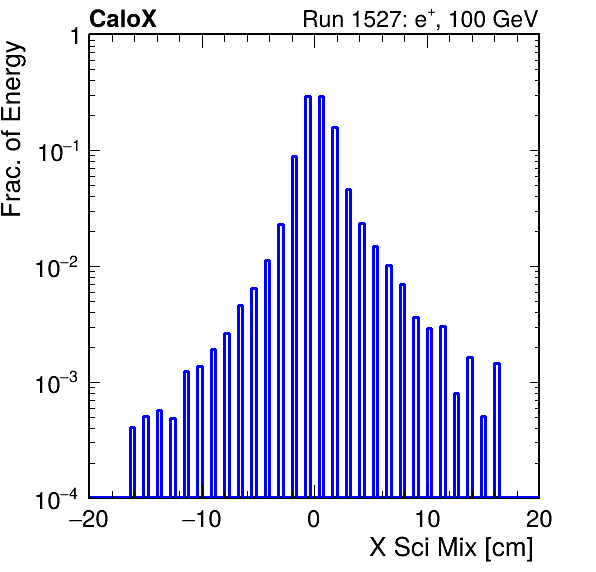 CaloX Run 1527: e⁺, 100 GeV
Frac. of Energy
1
10⁻¹
10⁻²
10⁻³
10⁻⁴
−20 −10 0 10 20
X Sci Mix [cm]